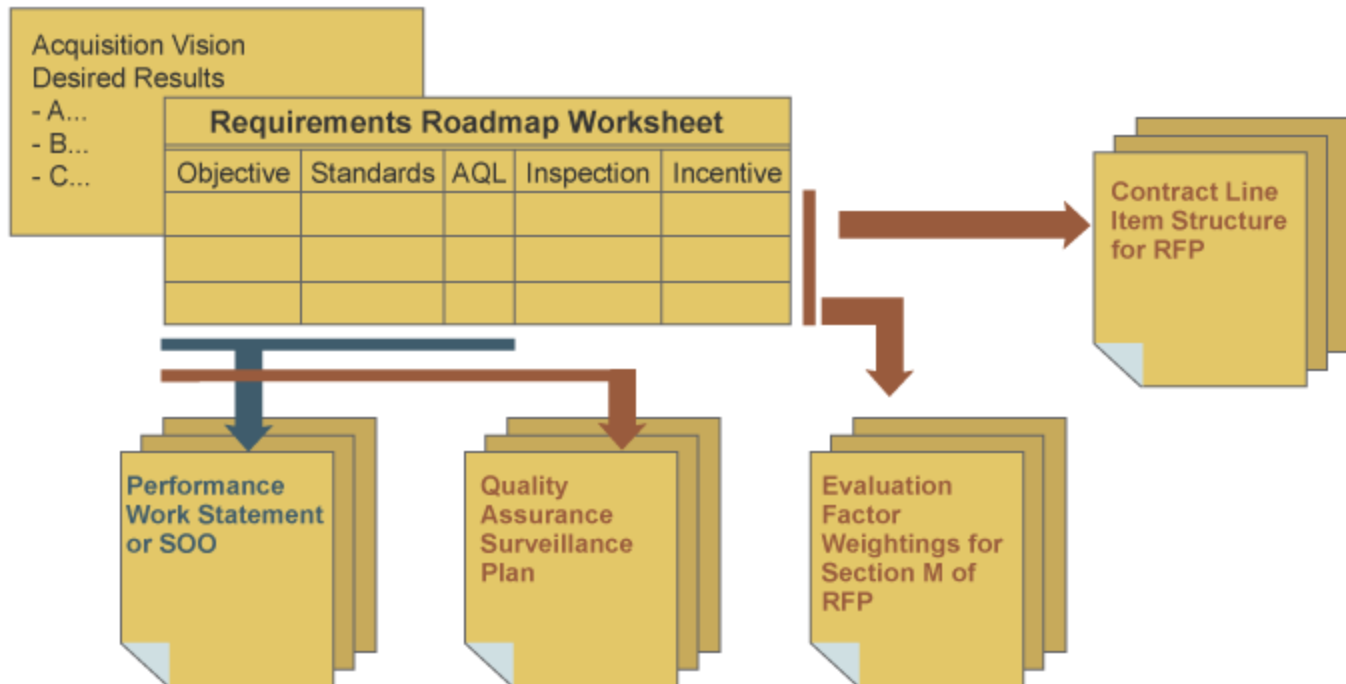 Acquisition Vision
Desired Results
- A...
- B...
- C...
Requirements Roadmap Worksheet
Objective Standards AQL Inspection Incentive
Contract Line
Item Structure
for RFP
Performance
Work Statement
or SOO
Quality
Assurance
Surveillance
Plan
Evaluation
Factor
Weightings for
Section M of
RFP